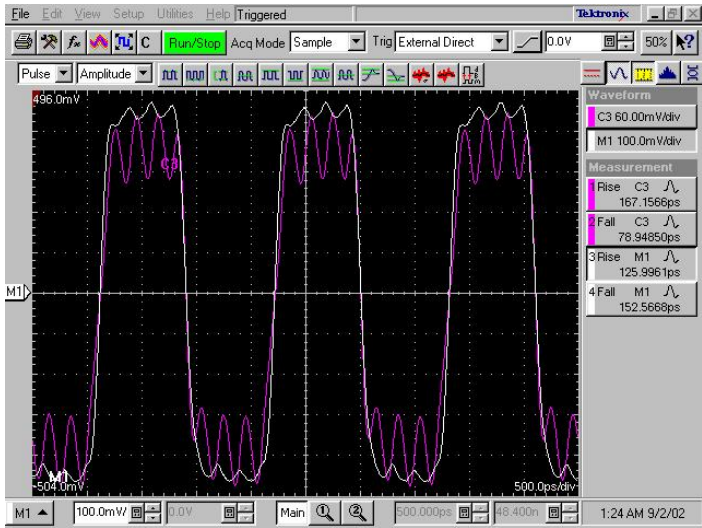 File Edit View Setup Utilities Help Triggered Tektronix
C Run/Stop Acq Mode Sample Trig External Direct 0.0V 50% ?
Pulse Amplitude
496.0mV
C3
M1
M1
-504.0mV 500.0ps/div
Waveform
C3 60.00mV/div
M1 100.0mV/div
Measurement
1 Rise C3
167.1566ps
2 Fall C3
78.94850ps
3 Rise M1
125.9961ps
4 Fall M1
152.5668ps
M1 100.0mV/ 0.0V Main 1 2 500.000ps 48.400n 1:24 AM 9/2/02